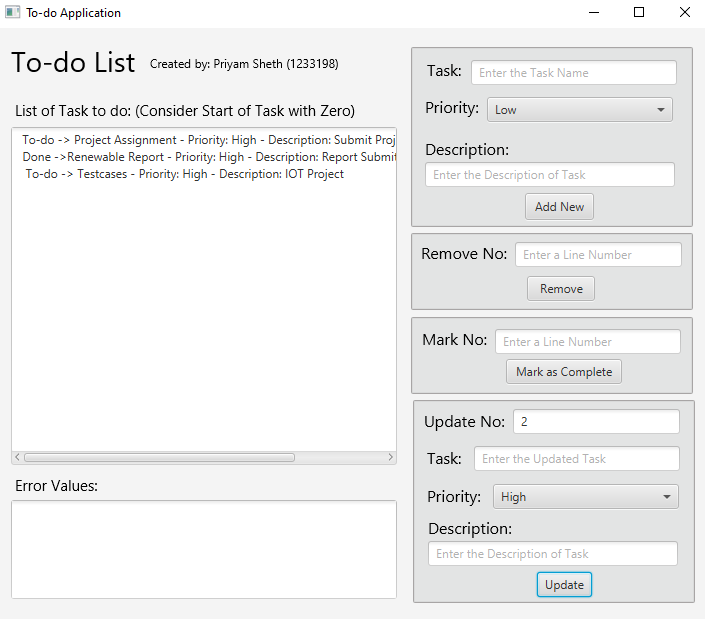 To-do Application
To-do List
Created by: Priyam Sheth (1233198)
List of Task to do: (Consider Start of Task with Zero)
To-do -> Project Assignment - Priority: High - Description: Submit Proj
Done ->Renewable Report - Priority: High - Description: Report Submit
To-do -> Testcases - Priority: High - Description: IOT Project
Error Values:
Task: Enter the Task Name
Priority: Low
Description:
Enter the Description of Task
Add New
Remove No: Enter a Line Number
Remove
Mark No: Enter a Line Number
Mark as Complete
Update No: 2
Task: Enter the Updated Task
Priority: High
Description:
Enter the Description of Task
Update